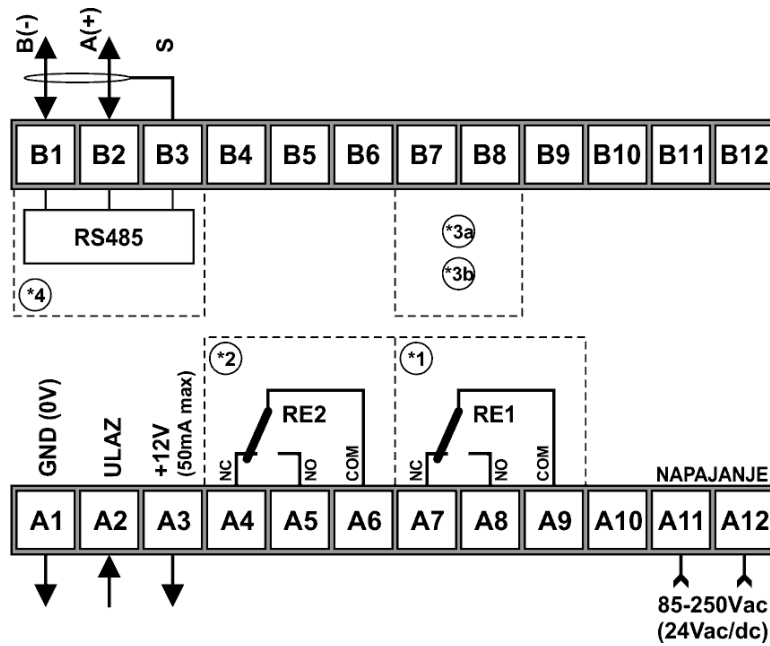 B(-) A(+) S
B1 B2 B3 B4 B5 B6 B7 B8 B9 B10 B11 B12
RS485
*3a
*3b
*4
*2 *1
GND (0V) ULAZ +12V
(50mA max)
RE2 RE1
NC NO COM NC NO COM
NAPAJANJE
A1 A2 A3 A4 A5 A6 A7 A8 A9 A10 A11 A12
85-250Vac
(24Vac/dc)